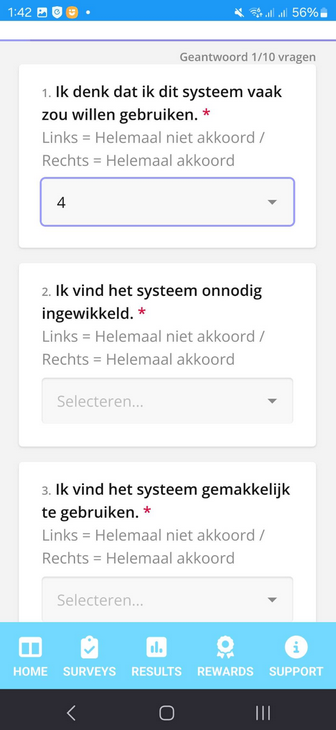 1:42 56%
Geantwoord 1/10 vragen
1. Ik denk dat ik dit systeem vaak
zou willen gebruiken. *
Links = Helemaal niet akkoord /
Rechts = Helemaal akkoord
4
2. Ik vind het systeem onnodig
ingewikkeld. *
Links = Helemaal niet akkoord /
Rechts = Helemaal akkoord
Selecteren...
3. Ik vind het systeem gemakkelijk
te gebruiken. *
Links = Helemaal niet akkoord /
Rechts = Helemaal akkoord
Selecteren...
HOME SURVEYS RESULTS REWARDS SUPPORT